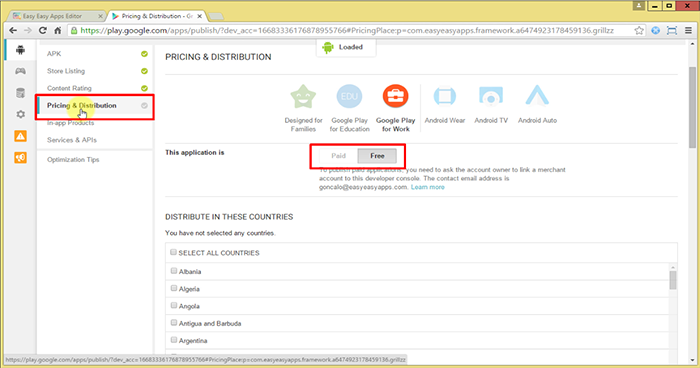 Easy Easy Apps Editor
Pricing & Distribution - Go
https://play.google.com/apps/publish/?dev_acc=16683336176878955766#PricingPlace:p=com.easyeasyapps.framework.a6474923178459136.grillzz
APK
Store Listing
Content Rating
Pricing & Distribution
In-app Products
Services & APIs
Optimization Tips
Loaded
PRICING & DISTRIBUTION
EDU
Designed for Families
Google Play for Education
Google Play for Work
Android Wear
Android TV
Android Auto
This application is
Paid
Free
To publish paid applications, you need to ask the account owner to link a merchant
account to this developer console. The contact email address is
goncalo@easyeasyapps.com. Learn more
DISTRIBUTE IN THESE COUNTRIES
You have not selected any countries.
SELECT ALL COUNTRIES
Albania
Algeria
Angola
Antigua and Barbuda
Argentina
https://play.google.com/apps/publish/?dev_acc=16683336176878955766#PricingPlace:p=com.easyeasyapps.framework.a6474923178459136.grillzz